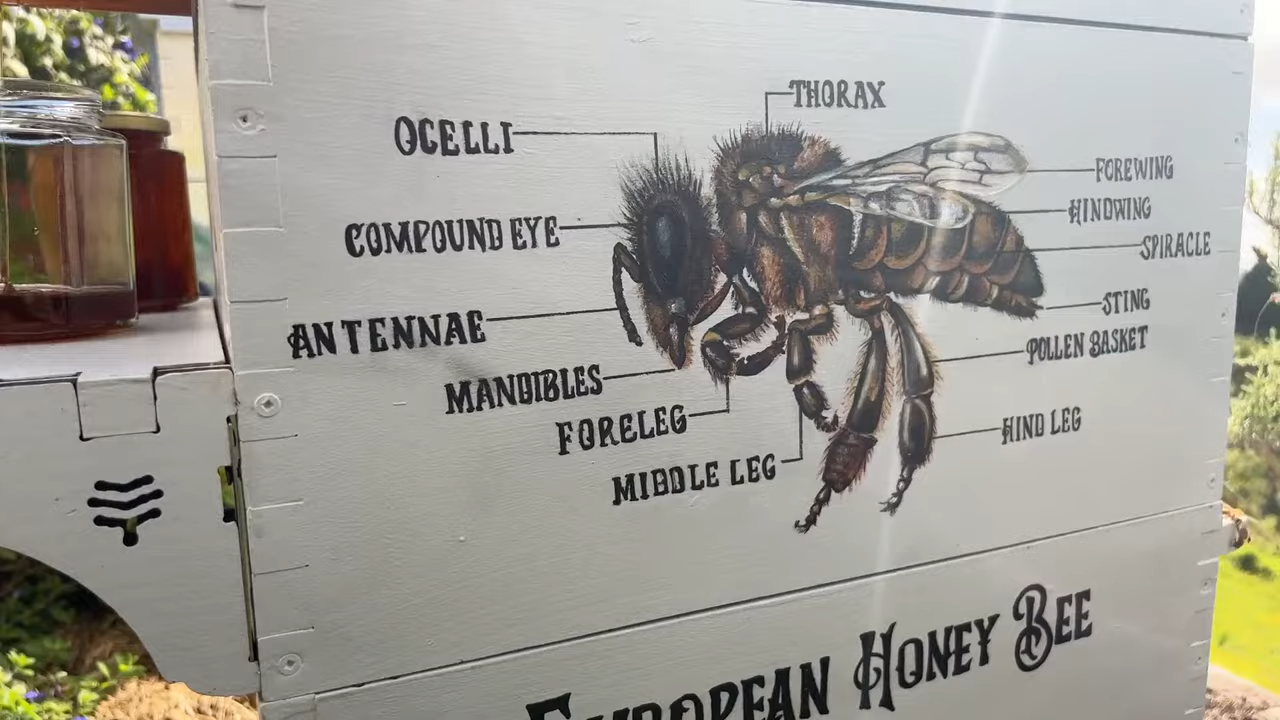 THORAX
OCELLI
FOREWING
HINDWING
COMPOUND EYE
SPIRACLE
STING
ANTENNAE
POLLEN BASKET
MANDIBLES
FORELEG
HIND LEG
MIDDLE LEG
EUROPEAN HONEY BEE